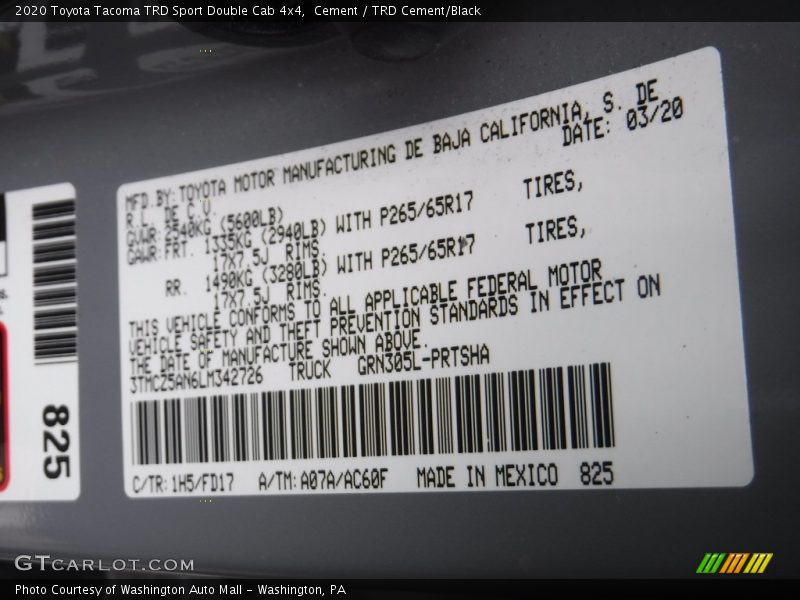 2020 Toyota Tacoma TRD Sport Double Cab 4x4,  Cement / TRD Cement/Black
MFD.BY:TOYOTA MOTOR MANUFACTURING DE BAJA CALIFORNIA, S. DE
R.L. DE C.V. DATE: 03/20
GVWR:2540KG (5600LB)
GAWR:FRT. 1335KG (2940LB) WITH P265/65R17 TIRES,
17X7.5J RIMS,
RR. 1490KG (3280LB) WITH P265/65R17 TIRES,
17X7.5J RIMS.
THIS VEHICLE CONFORMS TO ALL APPLICABLE FEDERAL MOTOR
VEHICLE SAFETY AND THEFT PREVENTION STANDARDS IN EFFECT ON
THE DATE OF MANUFACTURE SHOWN ABOVE.
3TMCZ5AN6LM342726 TRUCK GRN305L-PRTSHA
C/TR:1H5/FD17 A/TM:A07A/AC60F MADE IN MEXICO 825
825
GTCARLOT.COM
Photo Courtesy of Washington Auto Mall - Washington, PA